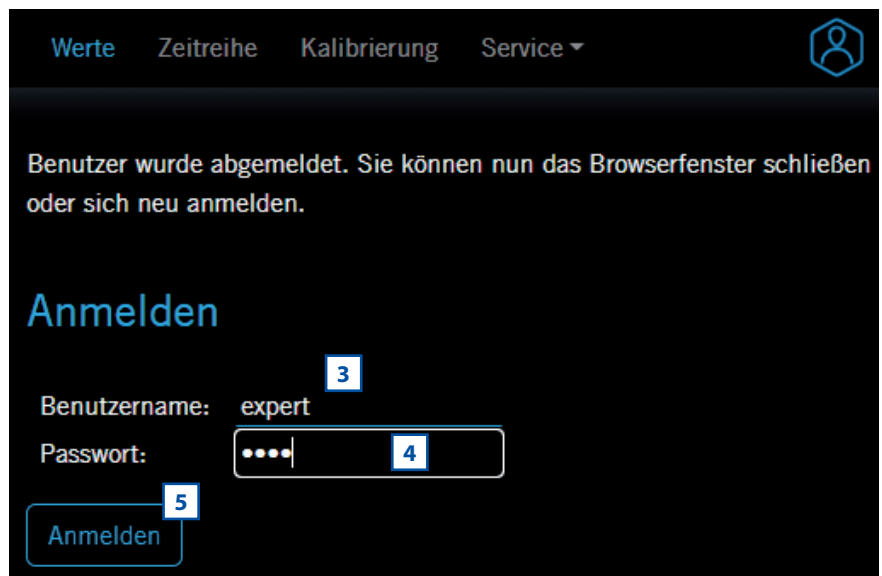 Werte Zeitreihe Kalibrierung Service
Benutzer wurde abgemeldet. Sie können nun das Browserfenster schließen
oder sich neu anmelden.
Anmelden
3
Benutzername: expert
Passwort: •••• 4
5
Anmelden